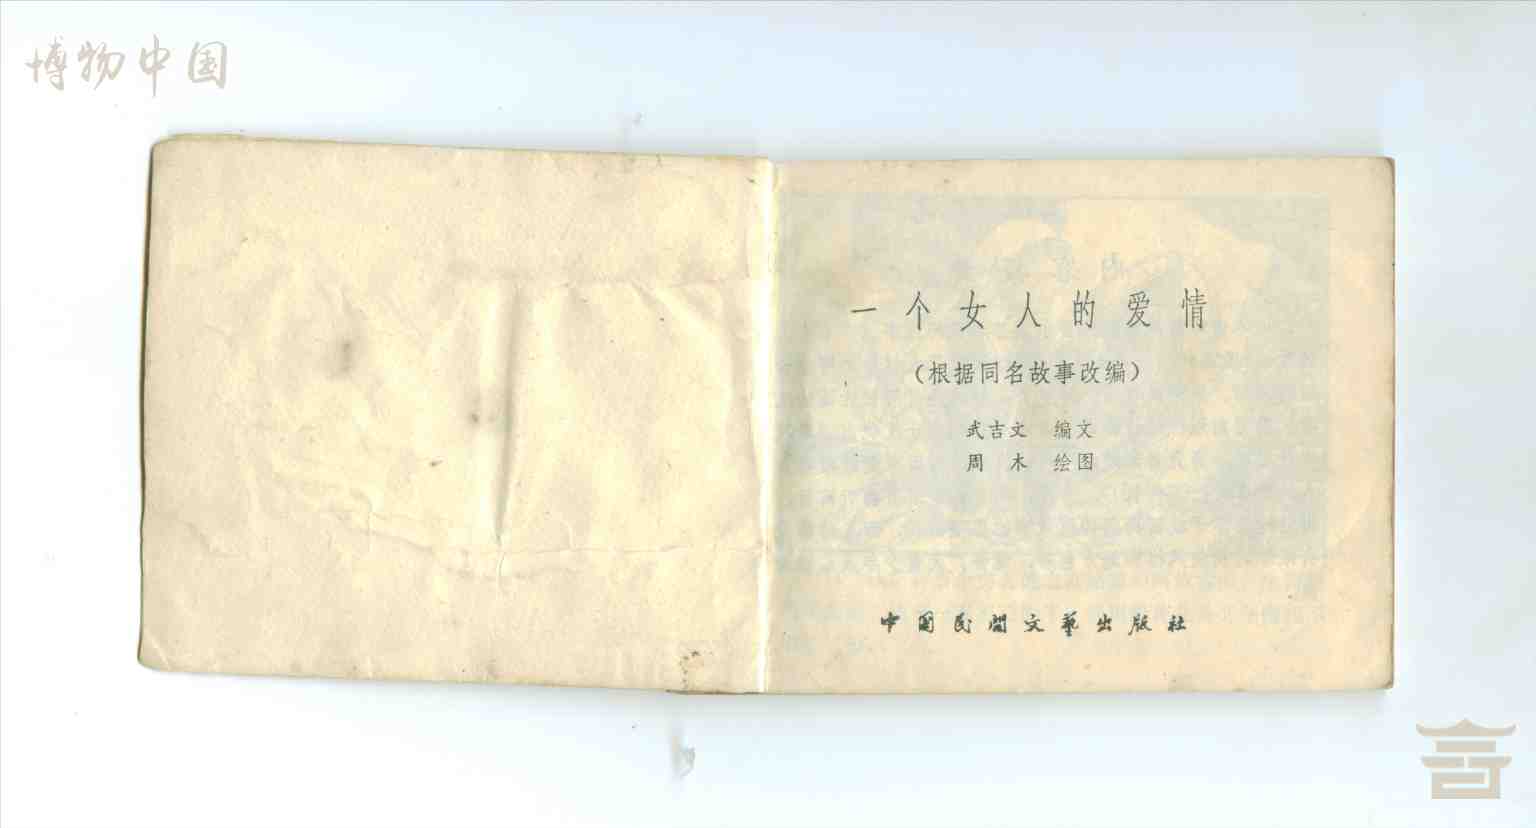 博物中国
一个女人的爱情
（根据同名故事改编）
武吉文 编文
周木 绘图
中国民间文艺出版社